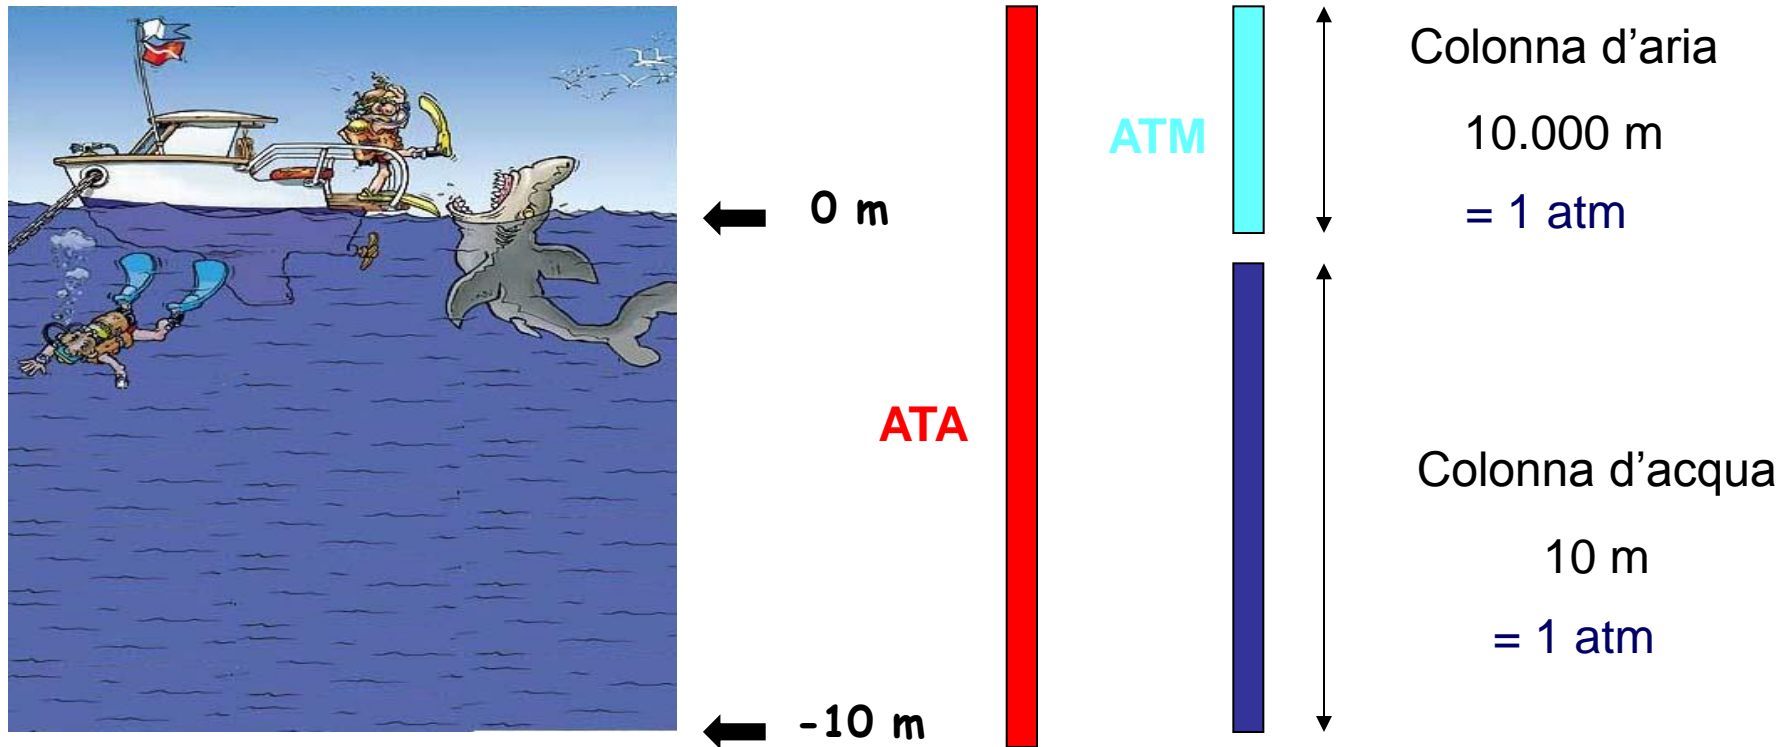 Colonna d’aria
10.000 m
= 1 atm
ATM
0 m
ATA
Colonna d’acqua
10 m
= 1 atm
-10 m